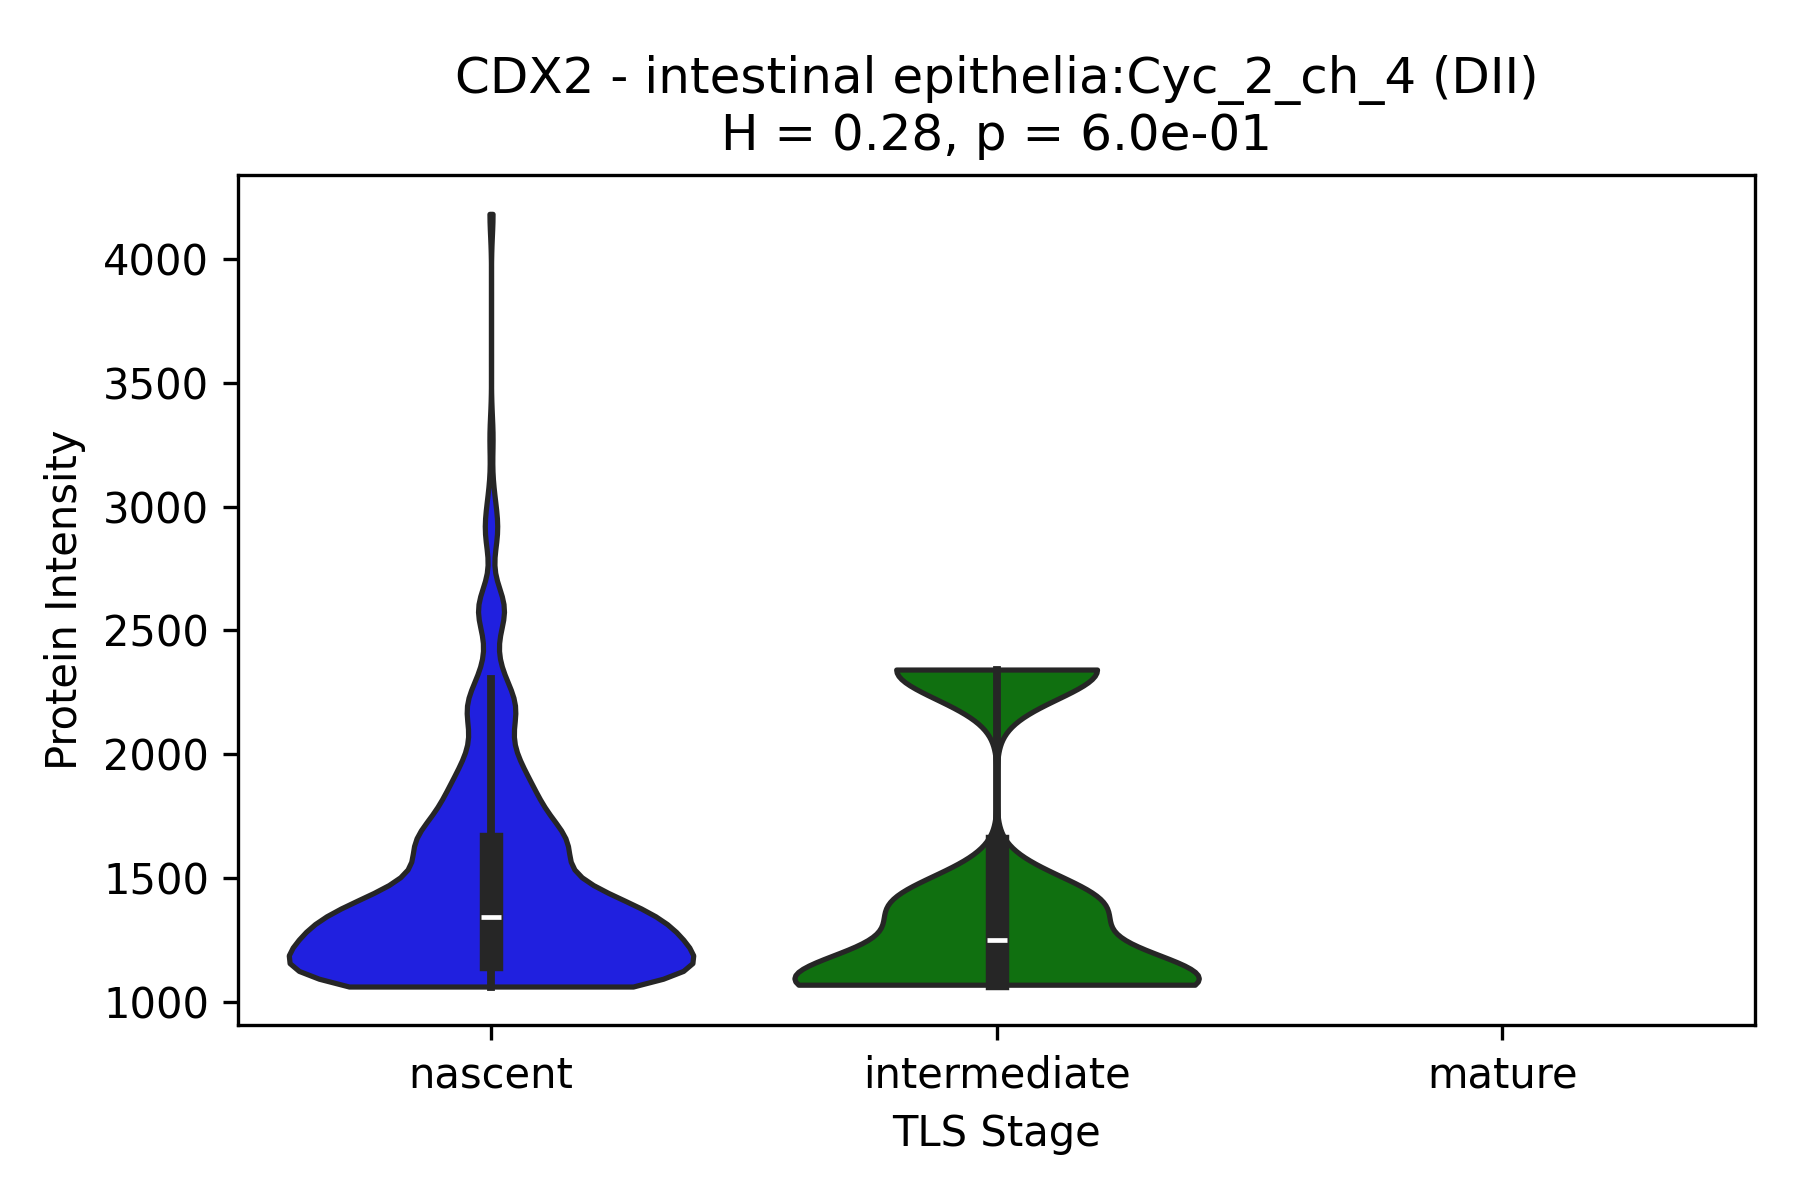 CDX2 - intestinal epithelia:Cyc_2_ch_4 (DII)
H = 0.28, p = 6.0e-01
Protein Intensity
4000
3500
3000
2500
2000
1500
1000
nascent
intermediate
mature
TLS Stage